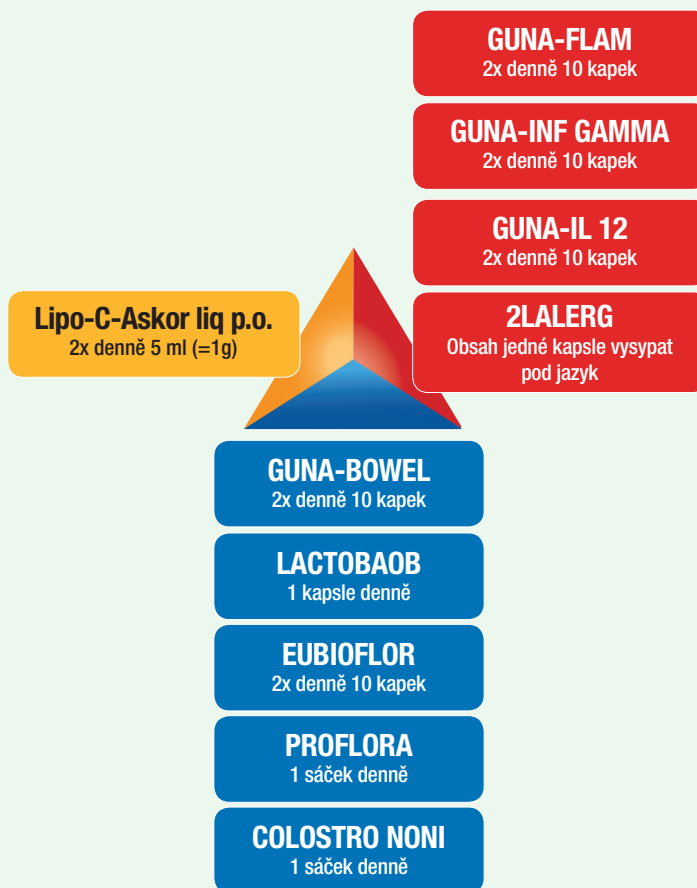 GUNA-FLAM
2x denně 10 kapek
GUNA-INF GAMMA
2x denně 10 kapek
GUNA-IL 12
2x denně 10 kapek
Lipo-C-Askor liq p.o.
2x denně 5 ml (=1g)
2LALERG
Obsah jedné kapsle vysypat
pod jazyk
GUNA-BOWEL
2x denně 10 kapek
LACTOBAOB
1 kapsle denně
EUBIOFLOR
2x denně 10 kapek
PROFLORA
1 sáček denně
COLOSTRO NONI
1 sáček denně